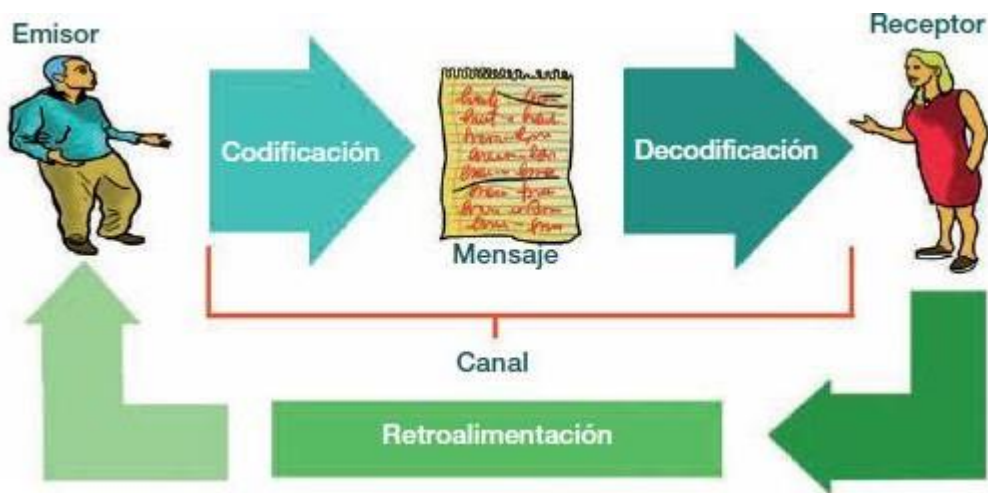 Emisor
Receptor
Codificación
Decodificación
Mensaje
Canal
Retroalimentación